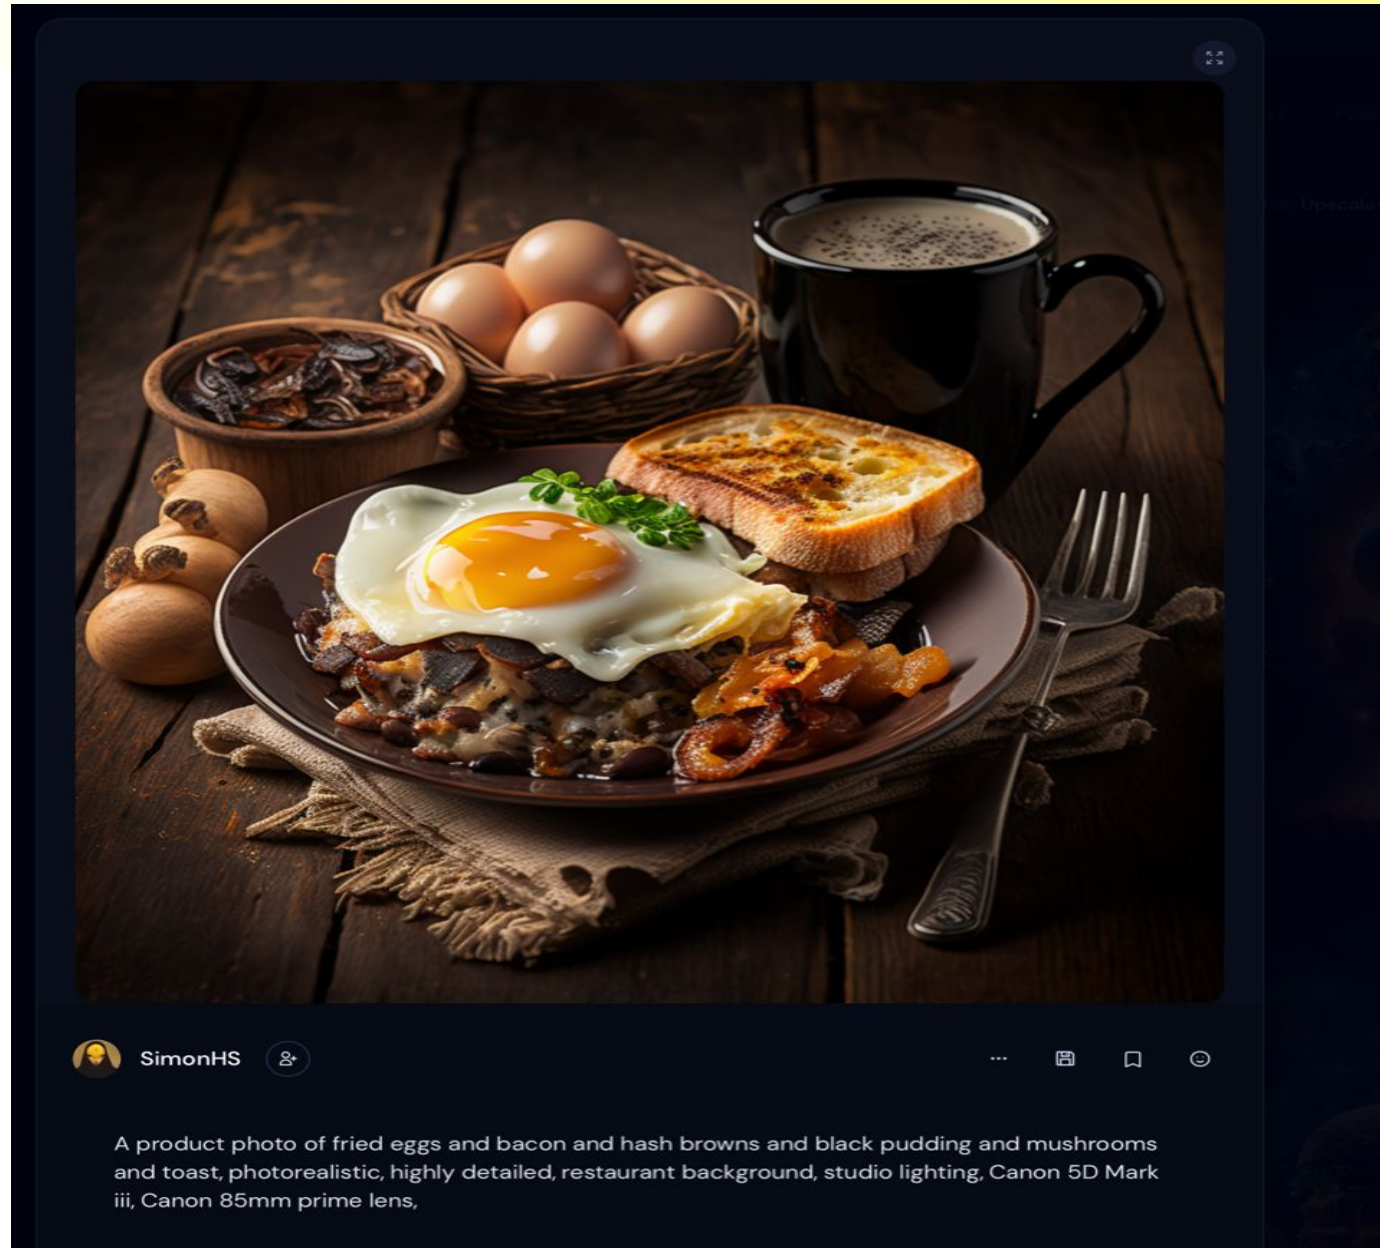 Upscale
SimonHS
A product photo of fried eggs and bacon and hash browns and black pudding and mushrooms
and toast, photorealistic, highly detailed, restaurant background, studio lighting, Canon 5D Mark
iii, Canon 85mm prime lens,